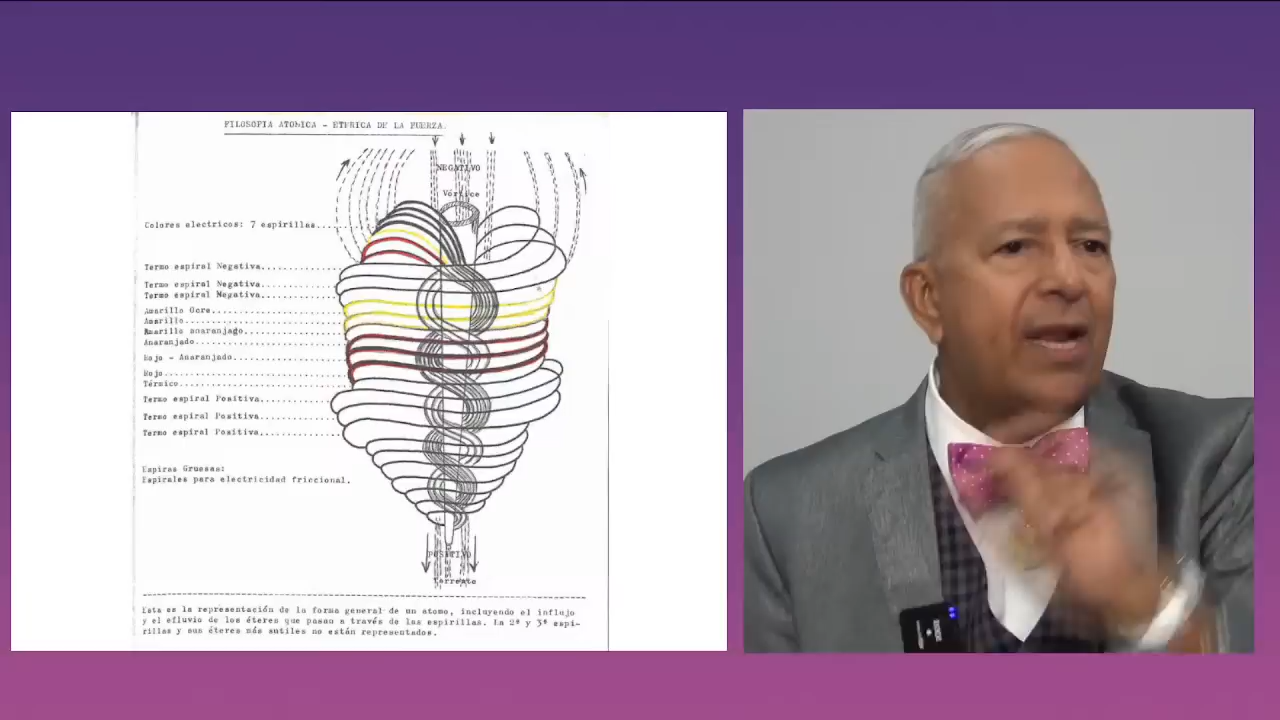 FILOSOFIA ATOMICA - ETERICA DE LA FUERZA.
NEGATIVO
Vórtice
Colores electricos: 7 espirillas
Termo espiral Negativa
Termo espiral Negativa
Termo espiral Negativa
Amarillo Ocre
Amarillo
Amarillo anaranjado
Anaranjado
Rojo - Anaranjado
Rojo
Térmico
Termo espiral Positiva
Termo espiral Positiva
Termo espiral Positiva
Espiras Gruesas:
Espirales para electricidad friccional.
POSITIVO
Torrente
Esta es la representación de la forma general de un atomo, incluyendo el influjo
y el efluvio de los éteres que pasan a través de las espirillas. La 2ª y 3ª espi-
rillas y sus éteres más sutiles no están representados.